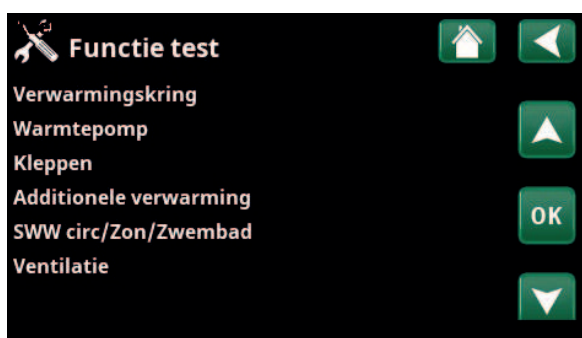 Functie test
Verwarmingskring
Warmtepomp
Kleppen
Additionele verwarming
OK
SWW circ/Zon/Zwembad
Ventilatie